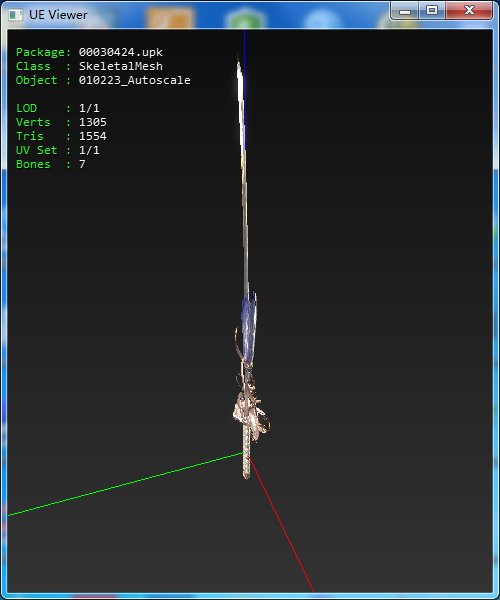 UE Viewer
Package: 00030424.upk
Class : SkeletalMesh
Object : 010223_Autoscale
LOD : 1/1
Verts : 1305
Tris : 1554
UV Set : 1/1
Bones : 7